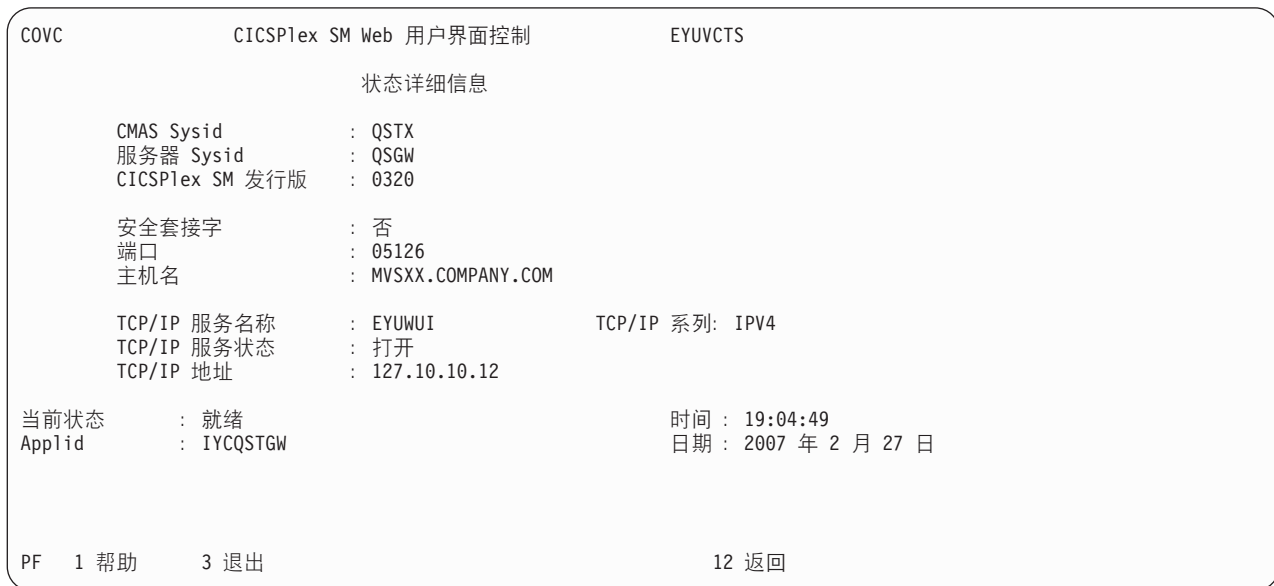 COVC CICSPlex SM Web 用户界面控制 EYUVCTS
状态详细信息
CMAS Sysid : QSTX
服务器 Sysid : QSGW
CICSPlex SM 发行版 : 0320
安全套接字 : 否
端口 : 05126
主机名 : MVSXX.COMPANY.COM
TCP/IP 服务名称 : EYUWUI TCP/IP 系列: IPV4
TCP/IP 服务状态 : 打开
TCP/IP 地址 : 127.10.10.12
当前状态 : 就绪 时间 : 19:04:49
Applid : IYCQSTGW 日期 : 2007 年 2 月 27 日
PF 1 帮助 3 退出 12 返回